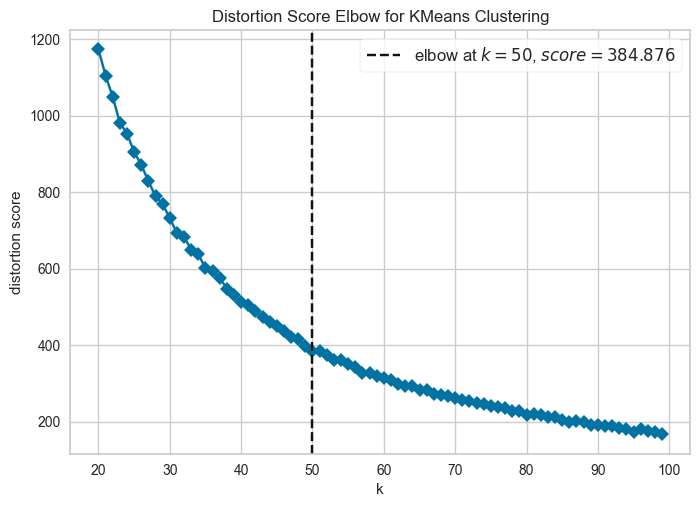 Distortion Score Elbow for KMeans Clustering
elbow at k = 50, score = 384.876
distortion score
1200
1000
800
600
400
200
20 30 40 50 60 70 80 90 100
k